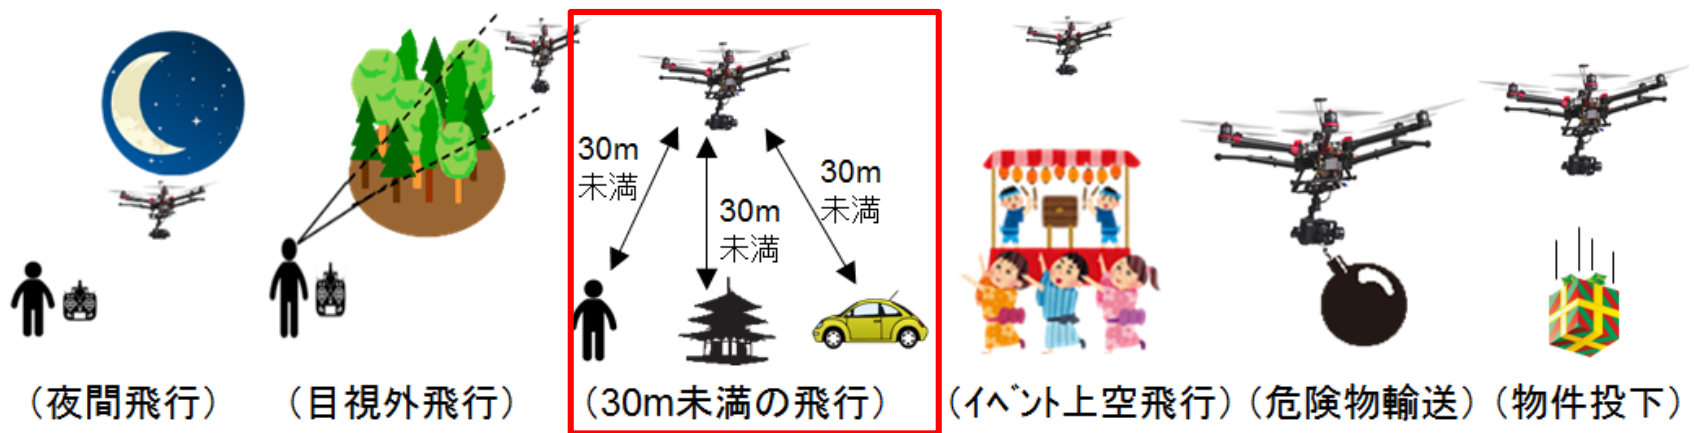 30m
未満
30m
未満
30m
未満
（夜間飛行）
（目視外飛行）
（30m未満の飛行）
（ｲﾍﾞﾝﾄ上空飛行）
（危険物輸送）
（物件投下）